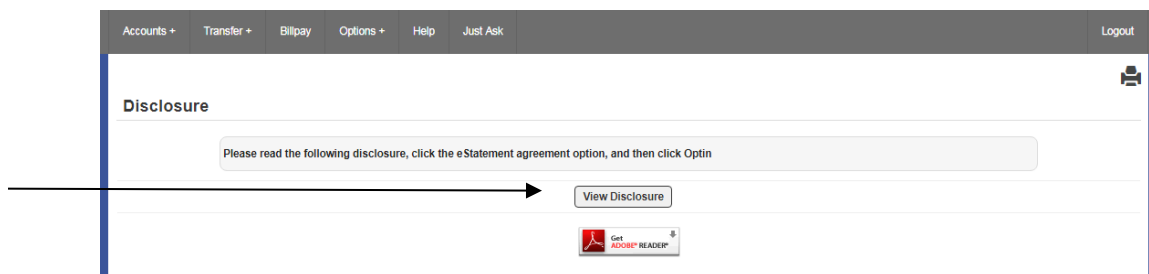 Accounts + Transfer + Billpay Options + Help Just Ask Logout
Disclosure
Please read the following disclosure, click the eStatement agreement option, and then click Optin
View Disclosure
Get
ADOBE® READER®